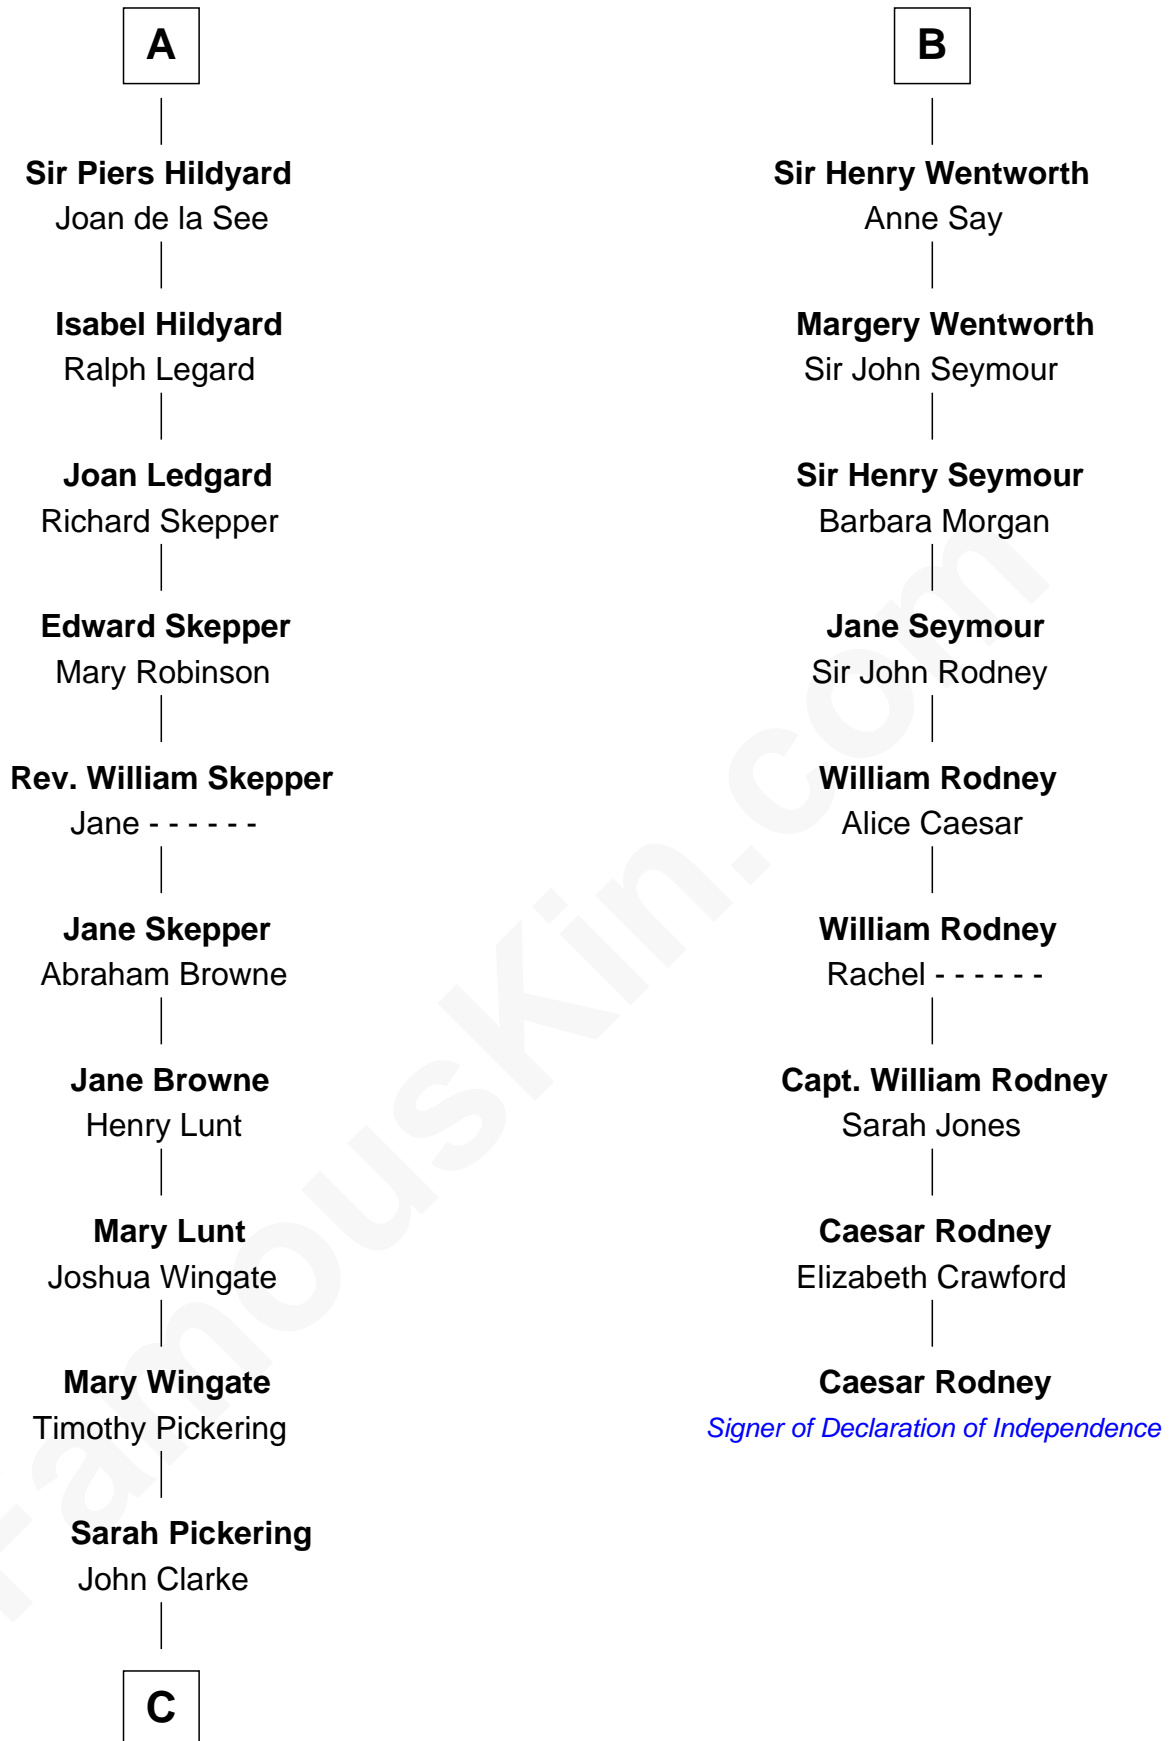 A
Sir Piers Hildyard
Joan de la See
Isabel Hildyard
Ralph Legard
Joan Ledgard
Richard Skepper
Edward Skepper
Mary Robinson
Rev. William Skepper
Jane - - - - - -
Jane Skepper
Abraham Browne
Jane Browne
Henry Lunt
Mary Lunt
Joshua Wingate
Mary Wingate
Timothy Pickering
Sarah Pickering
John Clarke
C
B
Sir Henry Wentworth
Anne Say
Margery Wentworth
Sir John Seymour
Sir Henry Seymour
Barbara Morgan
Jane Seymour
Sir John Rodney
William Rodney
Alice Caesar
William Rodney
Rachel - - - - - -
Capt. William Rodney
Sarah Jones
Caesar Rodney
Elizabeth Crawford
Caesar Rodney
Signer of Declaration of Independence
FamousKin.com